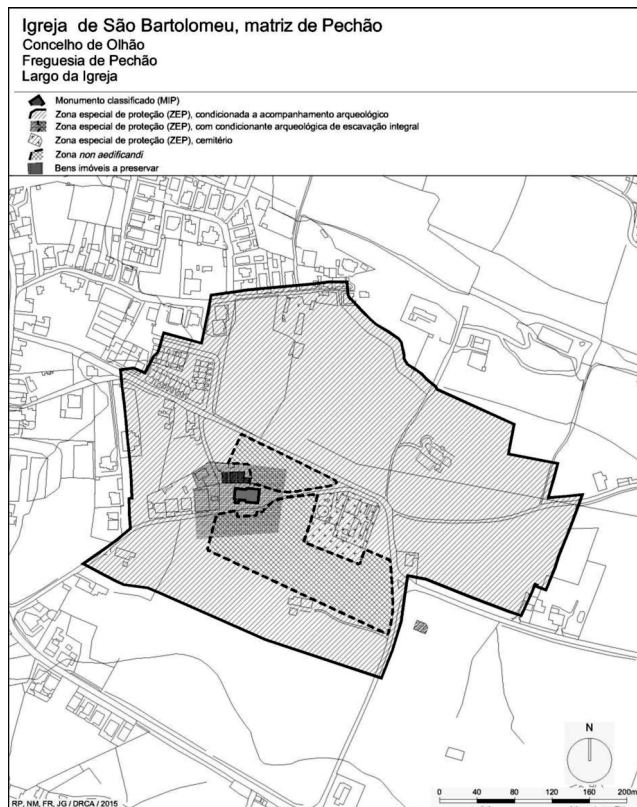 Igreja de São Bartolomeu, matriz de Pechão
Concelho de Olhão
Freguesia de Pechão
Largo da Igreja
Monumento classificado (MIP)
Zona especial de proteção (ZEP), condicionada a acompanhamento arqueológico
Zona especial de proteção (ZEP), com condicionante arqueológica de escavação integral
Zona especial de proteção (ZEP), cemitério
Zona non aedificandi
Bens imóveis a preservar
N
0 40 80 120 160 200m
RP, NM, FR, JG / DRCA / 2015